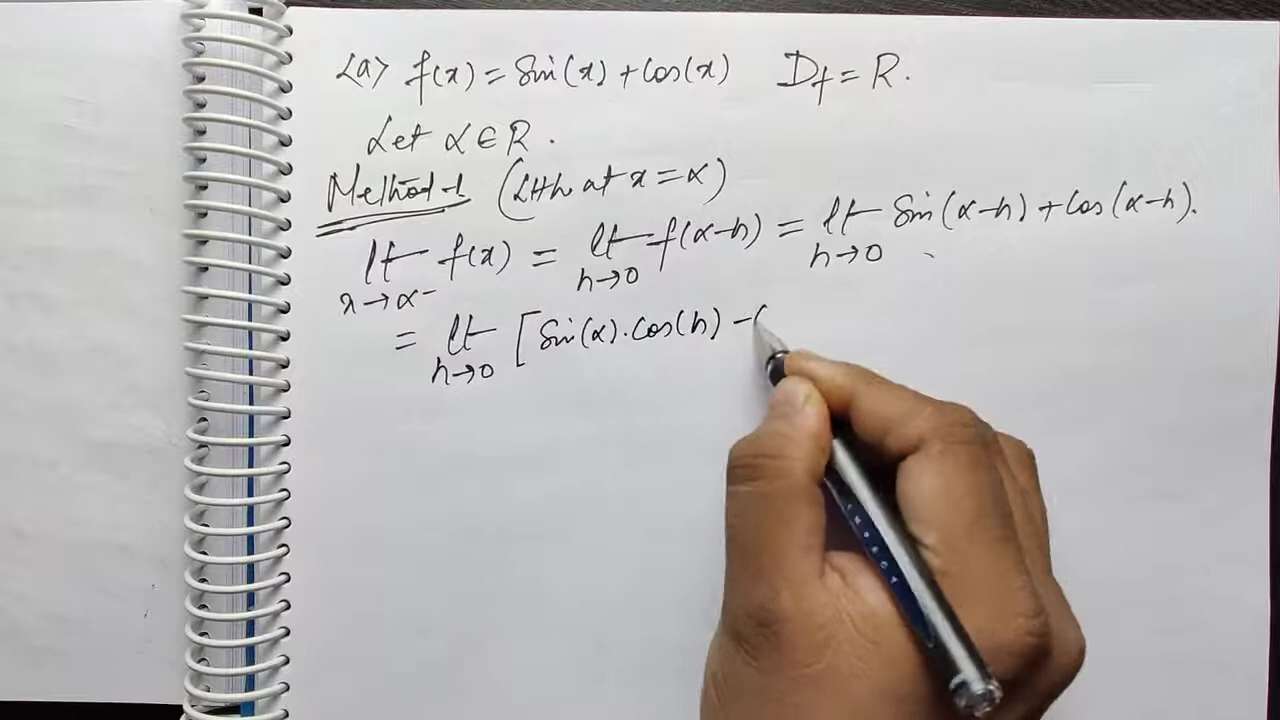 <a> f(x) = Sin(x) + Cos(x) Df = R.
Let α ∈ R.
Method-1 (LHL at x = α)
lt f(x) = lt f(α-h) = lt Sin(α-h) + Cos(α-h).
x→α- h→0 h→0
= lt [Sin(α).Cos(h) -
h→0